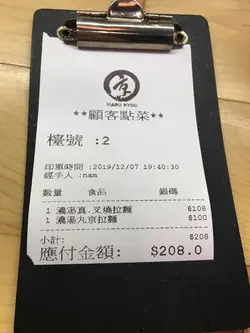 京
MARU KYOU
**顧客點菜**
檯號 :2
印單時間 :2019/12/07 19:40:30
經手人 :nam
數量 食品 銀碼
1 濃湯真.叉燒拉麵 $108
1 濃湯丸京拉麵 $100
小計: $208
應付金額: $208.0